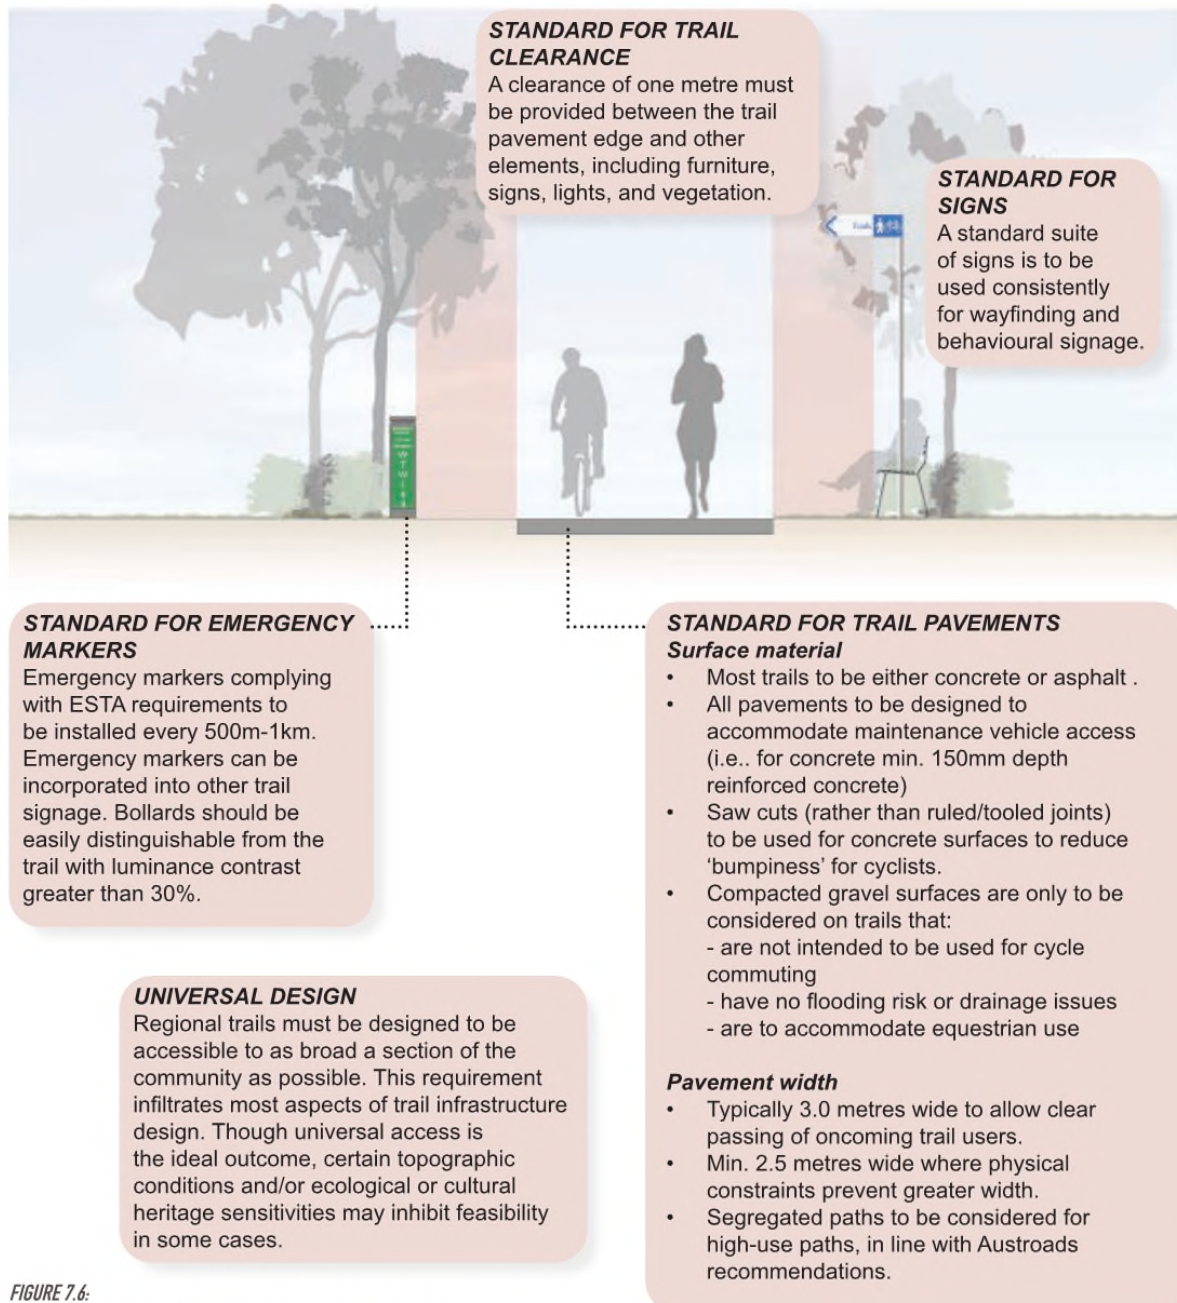 STANDARD FOR TRAIL
CLEARANCE
A clearance of one metre must
be provided between the trail
pavement edge and other
elements, including furniture,
signs, lights, and vegetation.
STANDARD FOR
SIGNS
A standard suite
of signs is to be
used consistently
for wayfinding and
behavioural signage.
STANDARD FOR EMERGENCY
MARKERS
Emergency markers complying
with ESTA requirements to
be installed every 500m-1km.
Emergency markers can be
incorporated into other trail
signage. Bollards should be
easily distinguishable from the
trail with luminance contrast
greater than 30%.
UNIVERSAL DESIGN
Regional trails must be designed to be
accessible to as broad a section of the
community as possible. This requirement
infiltrates most aspects of trail infrastructure
design. Though universal access is
the ideal outcome, certain topographic
conditions and/or ecological or cultural
heritage sensitivities may inhibit feasibility
in some cases.
STANDARD FOR TRAIL PAVEMENTS
Surface material
• Most trails to be either concrete or asphalt .
• All pavements to be designed to
accommodate maintenance vehicle access
(i.e.. for concrete min. 150mm depth
reinforced concrete)
• Saw cuts (rather than ruled/tooled joints)
to be used for concrete surfaces to reduce
‘bumpiness’ for cyclists.
• Compacted gravel surfaces are only to be
considered on trails that:
- are not intended to be used for cycle
commuting
- have no flooding risk or drainage issues
- are to accommodate equestrian use
Pavement width
• Typically 3.0 metres wide to allow clear
passing of oncoming trail users.
• Min. 2.5 metres wide where physical
constraints prevent greater width.
• Segregated paths to be considered for
high-use paths, in line with Austroads
recommendations.
FIGURE 7.6: